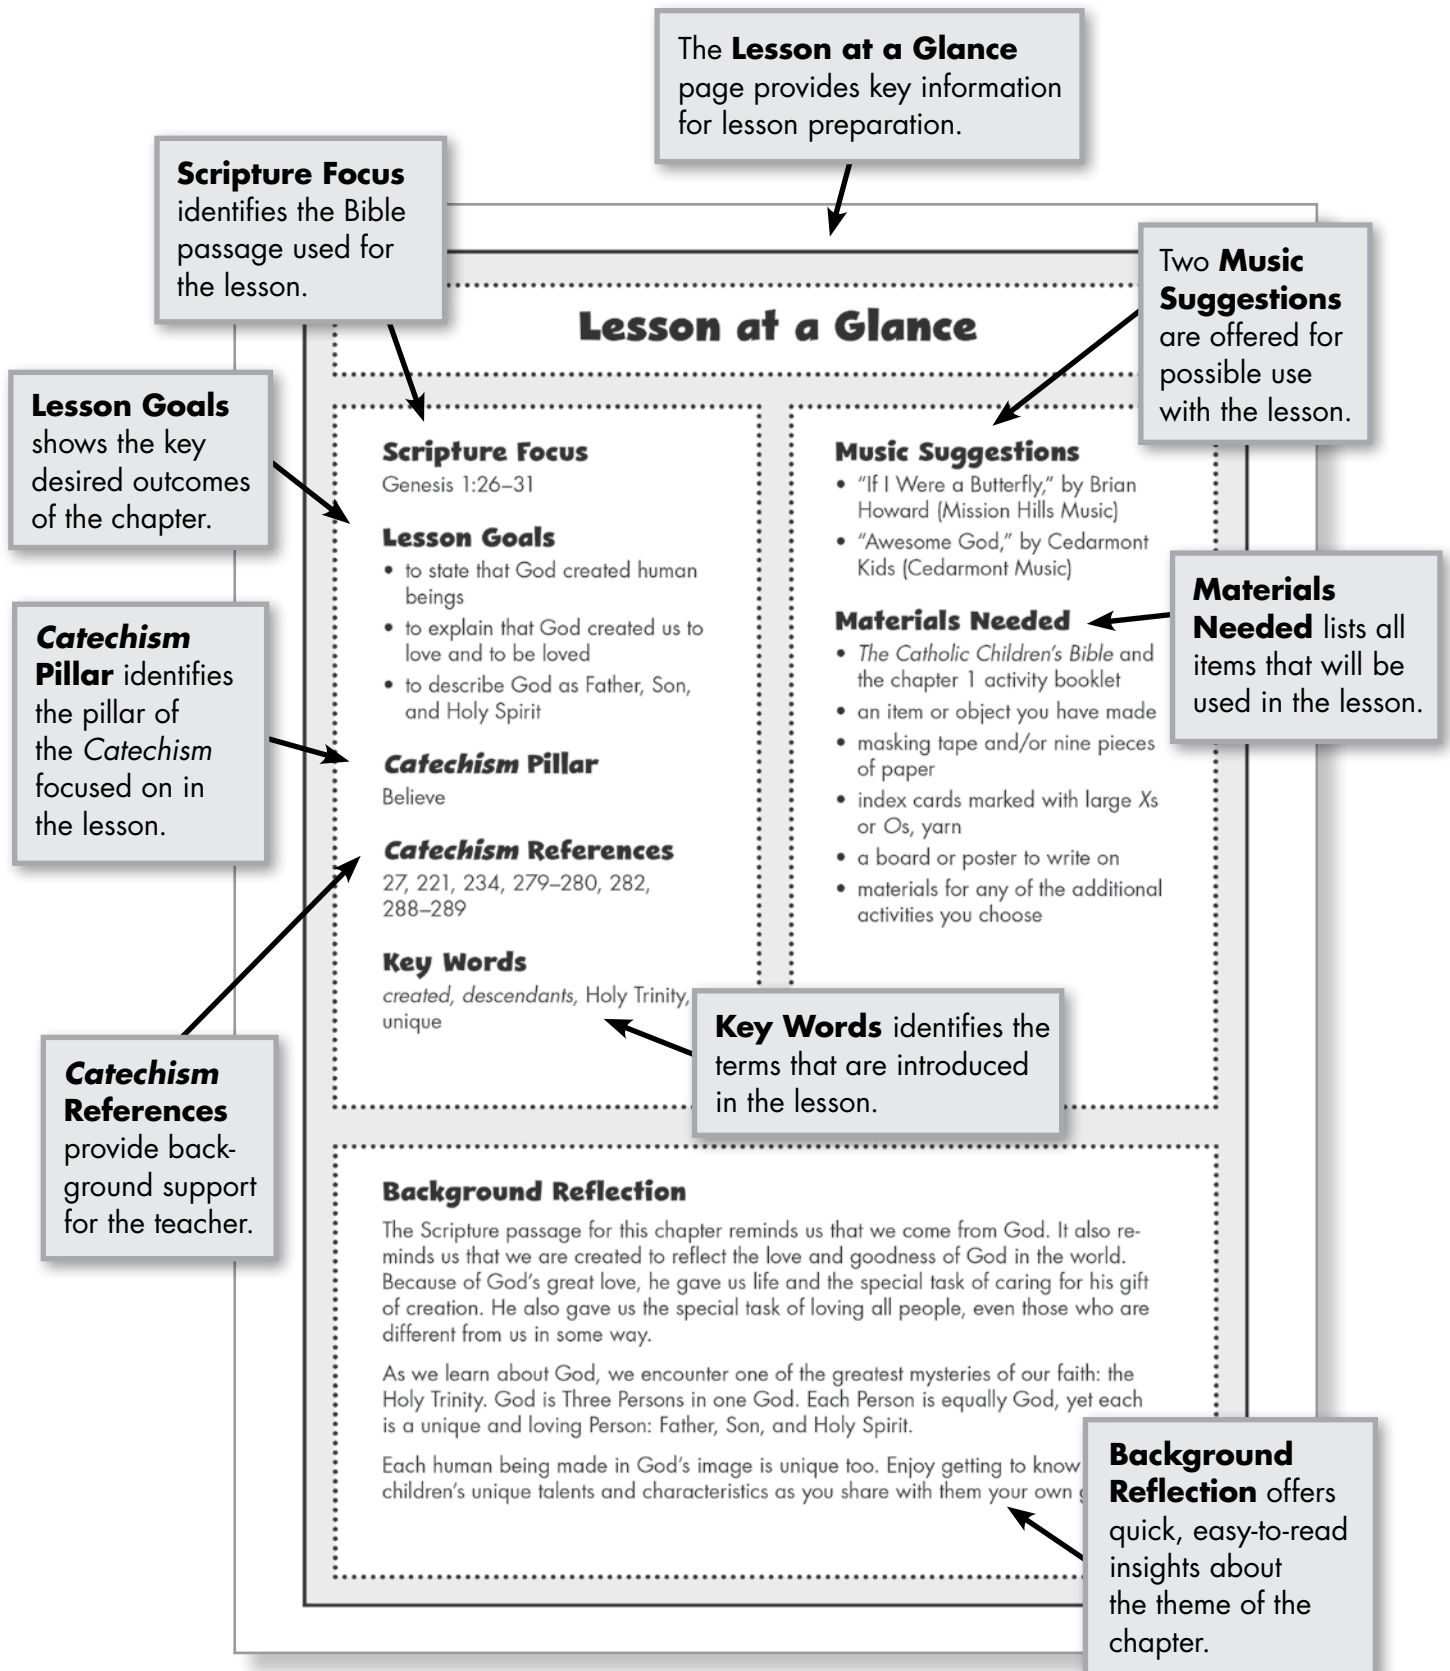 The Lesson at a Glance
page provides key information
for lesson preparation.
Scripture Focus
identifies the Bible
passage used for
the lesson.
Two Music
Suggestions
are offered for
possible use
with the lesson.
Lesson at a Glance
Lesson Goals
shows the key
desired outcomes
of the chapter.
Catechism
Pillar identifies
the pillar of
the Catechism
focused on in
the lesson.
Catechism
References
provide back-
ground support
for the teacher.
Scripture Focus
Genesis 1:26–31
Lesson Goals
• to state that God created human
beings
• to explain that God created us to
love and to be loved
• to describe God as Father, Son,
and Holy Spirit
Catechism Pillar
Believe
Catechism References
27, 221, 234, 279–280, 282,
288–289
Key Words
created, descendants, Holy Trinity,
unique
Music Suggestions
• “If I Were a Butterfly,” by Brian
Howard (Mission Hills Music)
• “Awesome God,” by Cedarmont
Kids (Cedarmont Music)
Materials Needed
• The Catholic Children’s Bible and
the chapter 1 activity booklet
• an item or object you have made
• masking tape and/or nine pieces
of paper
• index cards marked with large Xs
or Os, yarn
• a board or poster to write on
• materials for any of the additional
activities you choose
Materials
Needed lists all
items that will be
used in the lesson.
Key Words identifies the
terms that are introduced
in the lesson.
Background Reflection
The Scripture passage for this chapter reminds us that we come from God. It also re-
minds us that we are created to reflect the love and goodness of God in the world.
Because of God’s great love, he gave us life and the special task of caring for his gift
of creation. He also gave us the special task of loving all people, even those who are
different from us in some way.
As we learn about God, we encounter one of the greatest mysteries of our faith: the
Holy Trinity. God is Three Persons in one God. Each Person is equally God, yet each
is a unique and loving Person: Father, Son, and Holy Spirit.
Each human being made in God’s image is unique too. Enjoy getting to know
children’s unique talents and characteristics as you share with them your own
Background
Reflection offers
quick, easy-to-read
insights about
the theme of the
chapter.